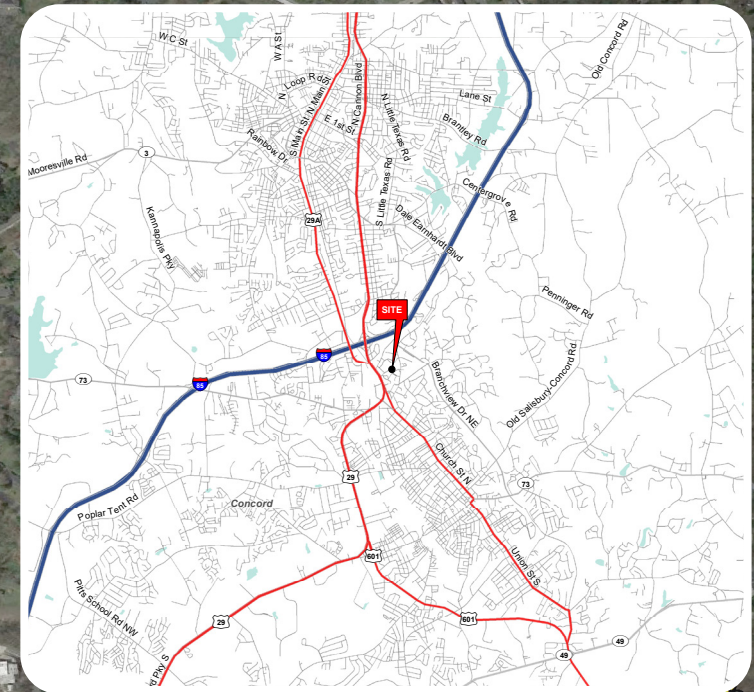 W C St
W A St
Old Concord Rd
N Loop Rd
N Main St
S Main St
N Cannon Blvd
N Little Texas Rd
Lane St
E 1st St
Brantley Rd
Rainbow Dr
Mooresville Rd
3
S Little Texas Rd
Centergrove Rd
Kannapolis Pky
29A
Dale Earnhardt Blvd
Penninger Rd
SITE
85
85
73
Branchview Dr NE
Old Salisbury-Concord Rd
Church St N
29
73
Concord
Poplar Tent Rd
601
Union St S
Pitts School Rd NW
29
601
49
49
Pky S